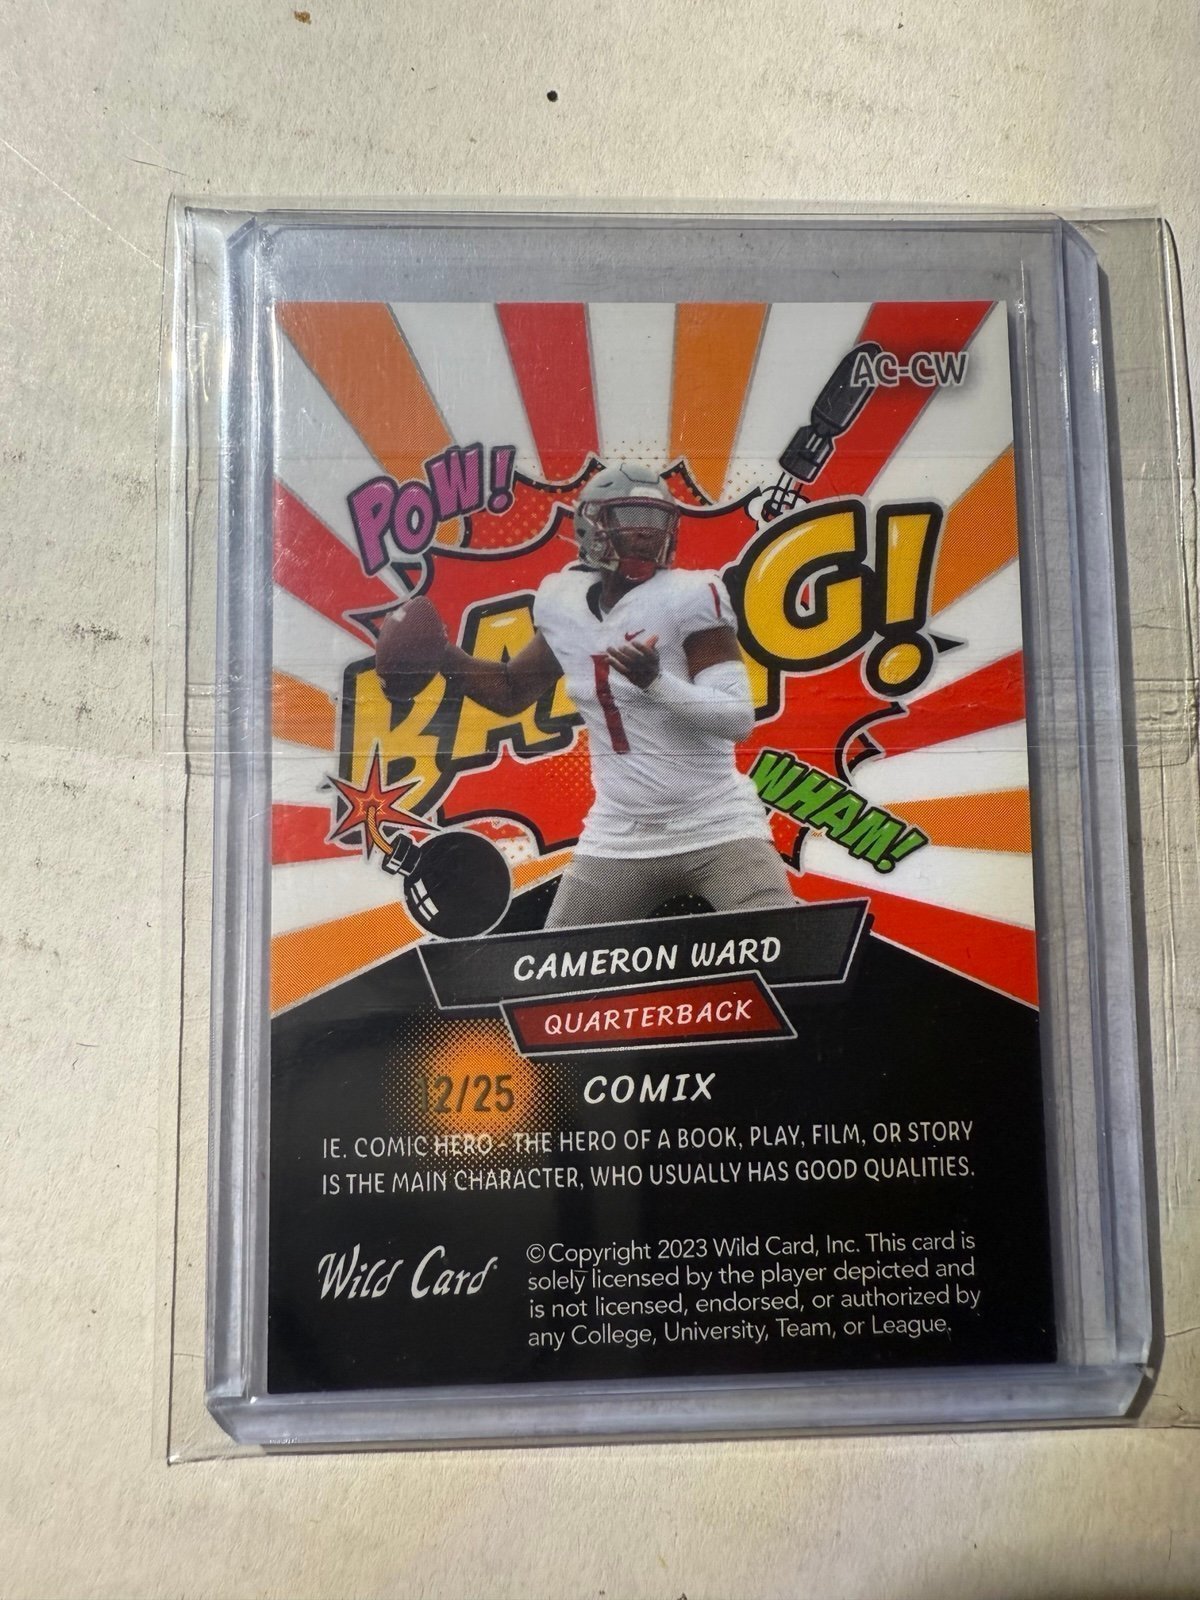 AC-CW
POW!
KA G!
1
WHAM!
CAMERON WARD
QUARTERBACK
12/25
COMIX
IE. COMIC HERO - THE HERO OF A BOOK, PLAY, FILM, OR STORY
IS THE MAIN CHARACTER, WHO USUALLY HAS GOOD QUALITIES.
Wild Card
©Copyright 2023 Wild Card, Inc. This card is
solely licensed by the player depicted and
is not licensed, endorsed, or authorized by
any College, University, Team, or League.